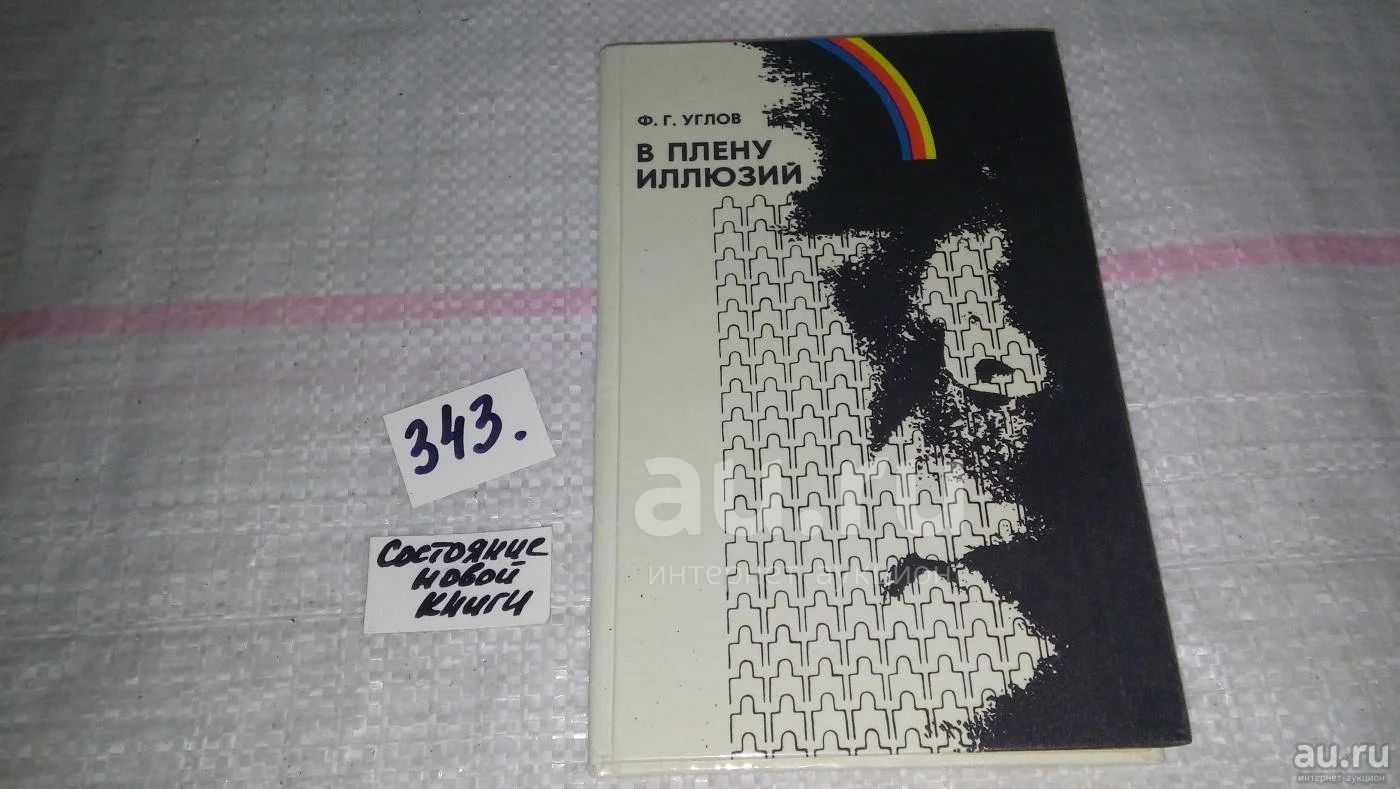 Ф. Г. УГЛОВ
В ПЛЕНУ
ИЛЛЮЗИЙ
343.
Состояние
новой
книги
au.ru
интернет-аукцион
au.ru
интернет-аукцион